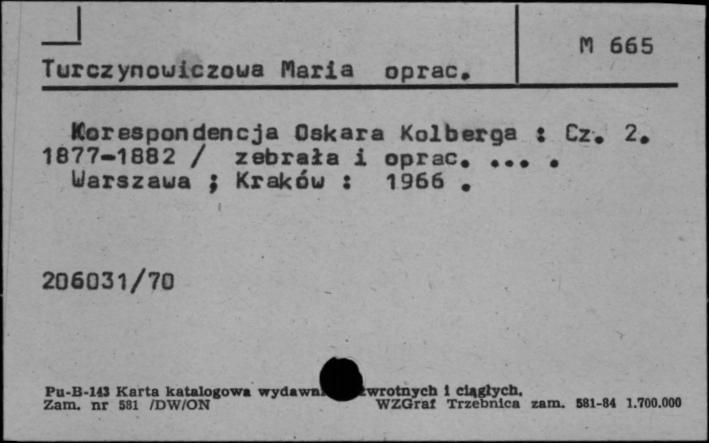 M 665
Turczynowiczowa Maria oprac.
Korespondencja Oskara Kolberga : Cz. 2.
1877-1882 / zebrała i oprac. ... .
Warszawa ; Kraków : 1966 .
206031/70
Pu-B-143 Karta katalogowa wydawn zwrotnych i ciągłych.
Zam. nr 581 /DW/ON WZGraf Trzebnica zam. 581-84 1.700.000